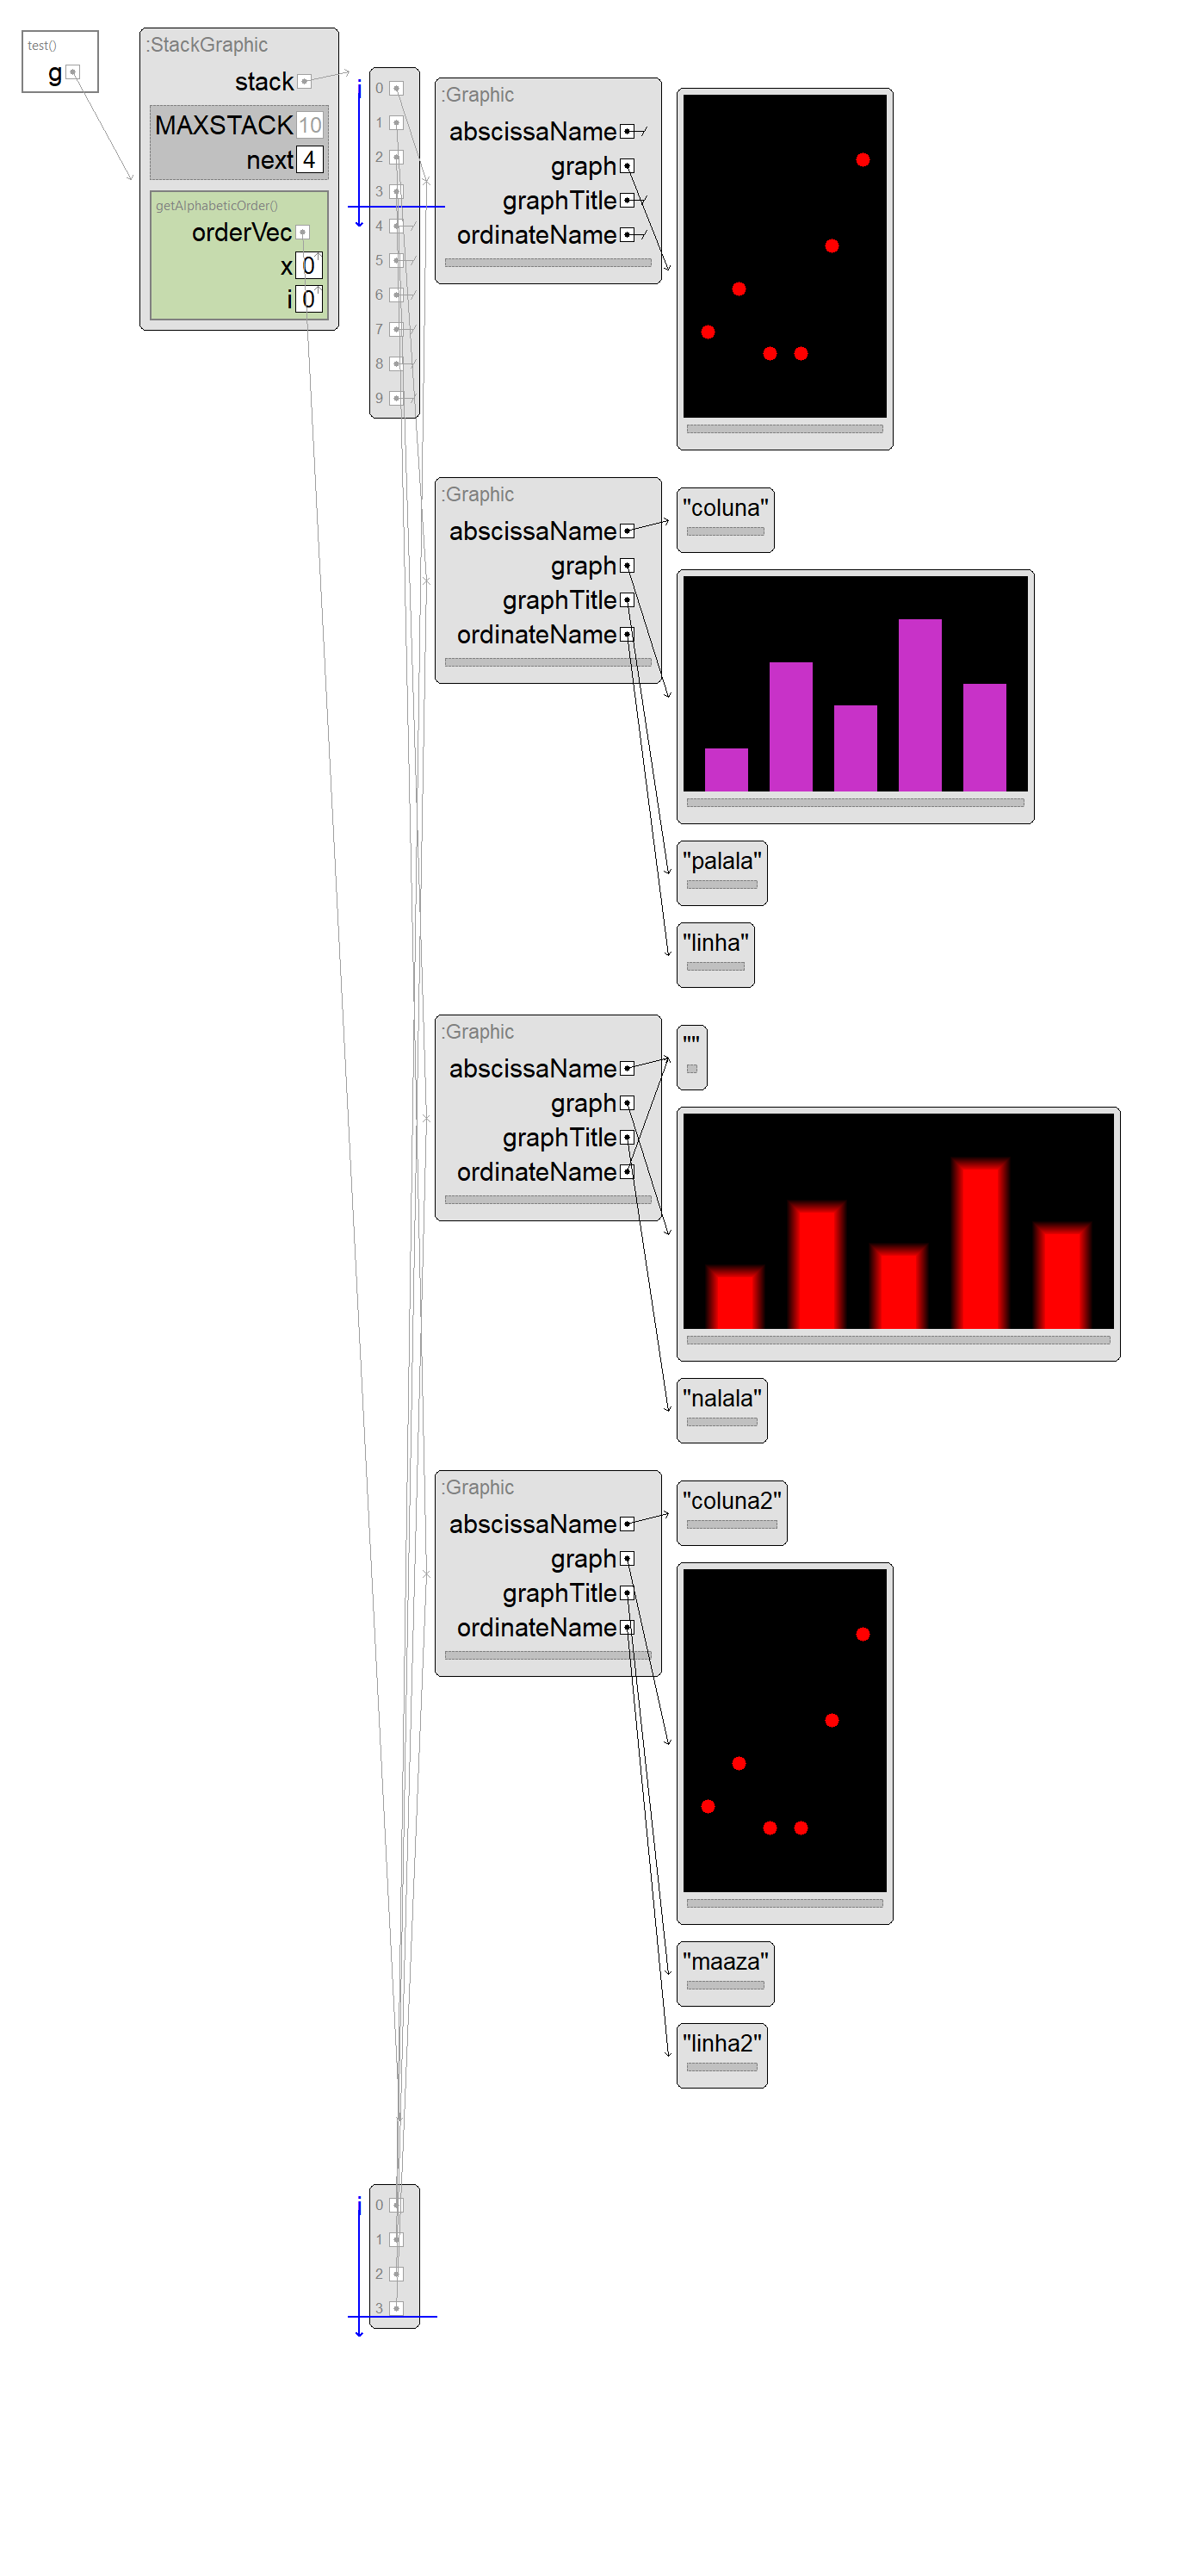 test()
g
:StackGraphic
stack
MAXSTACK 10
next 4
getAlphabeticOrder()
orderVec
x 0
i 0
i
0
1
2
3
4
5
6
7
8
9
:Graphic
abscissaName
graph
graphTitle
ordinateName
:Graphic
abscissaName
graph
graphTitle
ordinateName
"coluna"
"palala"
"linha"
:Graphic
abscissaName
graph
graphTitle
ordinateName
""
"nalala"
:Graphic
abscissaName
graph
graphTitle
ordinateName
"coluna2"
"maaza"
"linha2"
i
0
1
2
3